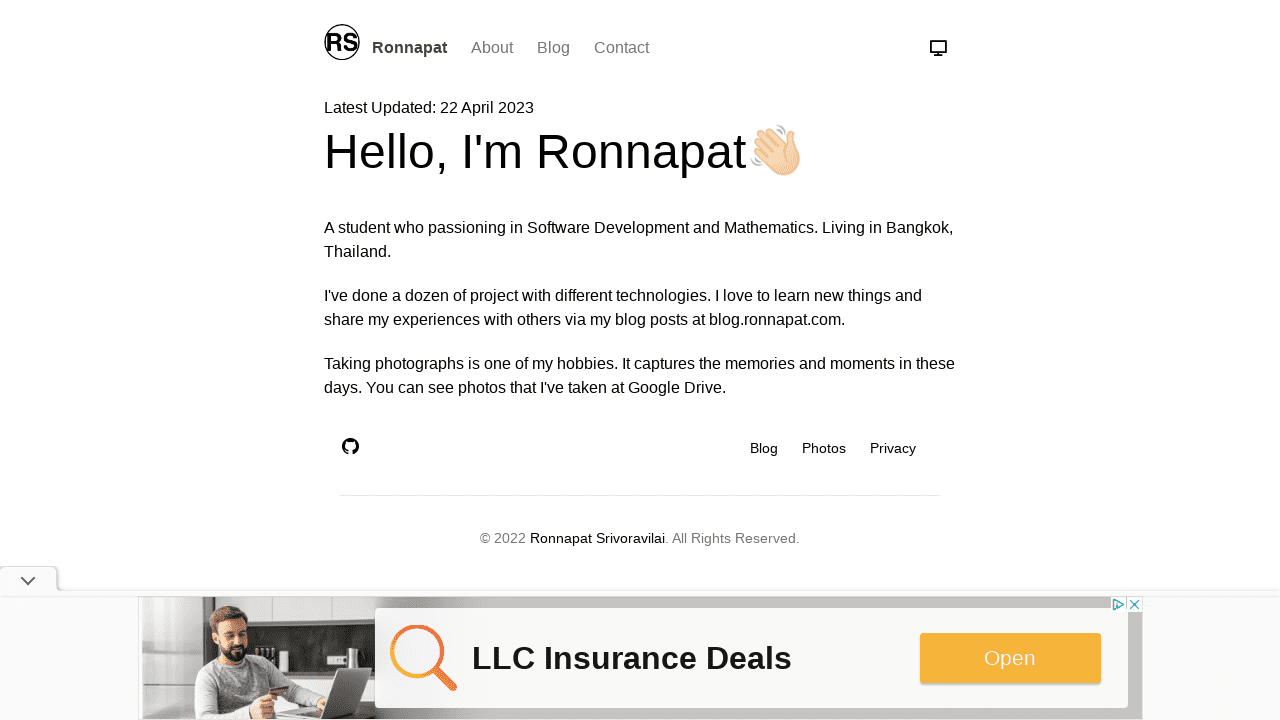 RS Ronnapat About Blog Contact
Latest Updated: 22 April 2023
Hello, I'm Ronnapat👋🏻
A student who passioning in Software Development and Mathematics. Living in Bangkok,
Thailand.
I've done a dozen of project with different technologies. I love to learn new things and
share my experiences with others via my blog posts at blog.ronnapat.com.
Taking photographs is one of my hobbies. It captures the memories and moments in these
days. You can see photos that I've taken at Google Drive.
Blog Photos Privacy
© 2022 Ronnapat Srivoravilai. All Rights Reserved.
LLC Insurance Deals
Open